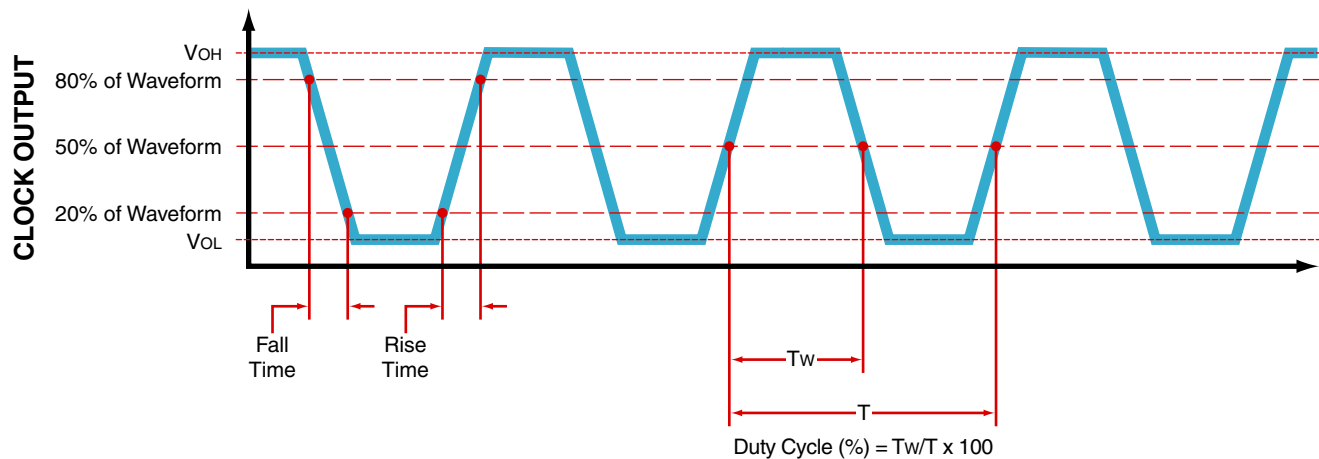 CLOCK OUTPUT
VOH
80% of Waveform
50% of Waveform
20% of Waveform
VOL
Fall
Time
Rise
Time
TW
T
Duty Cycle (%) = TW/T x 100